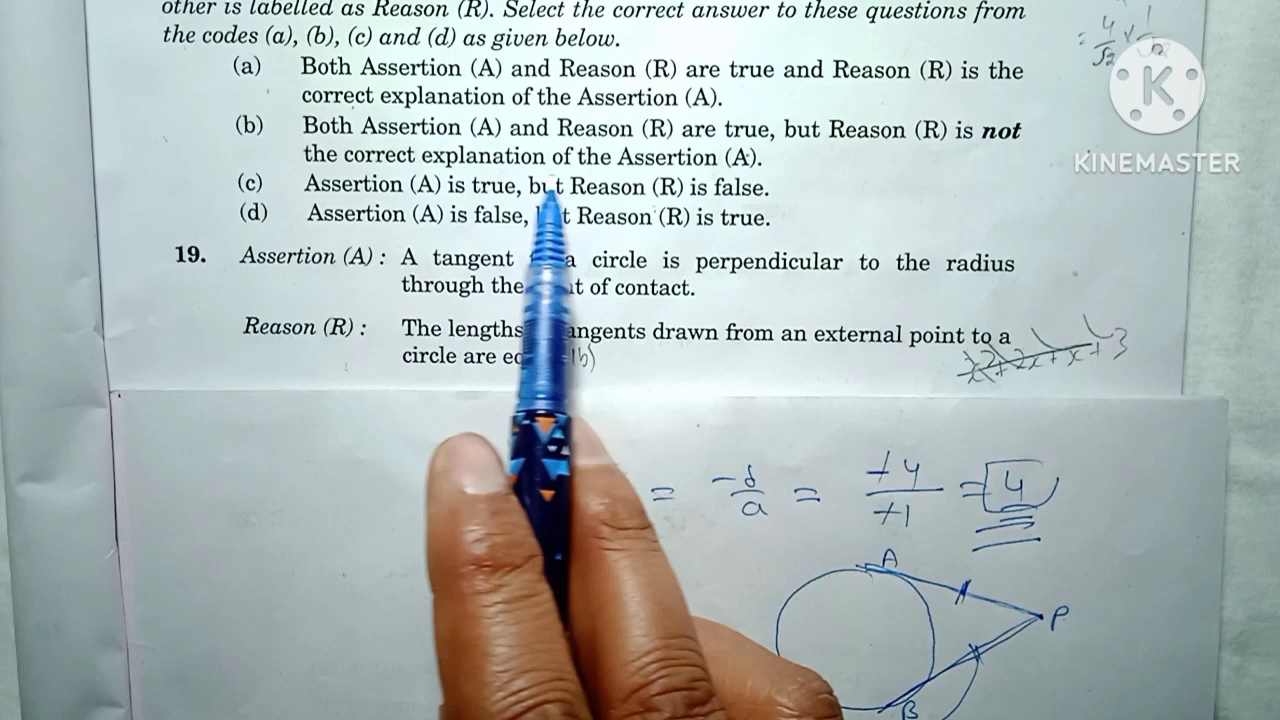 other is labelled as Reason (R). Select the correct answer to these questions from
the codes (a), (b), (c) and (d) as given below.
(a) Both Assertion (A) and Reason (R) are true and Reason (R) is the
correct explanation of the Assertion (A).
(b) Both Assertion (A) and Reason (R) are true, but Reason (R) is not
the correct explanation of the Assertion (A).
(c) Assertion (A) is true, but Reason (R) is false.
(d) Assertion (A) is false, Reason (R) is true.
19. Assertion (A) : A tangent a circle is perpendicular to the radius
through the of contact.
Reason (R) : The lengths drawn from an external point to a
circle are
K
KINEMASTER
= -b/a = +4/+1 = 4
A
P
B